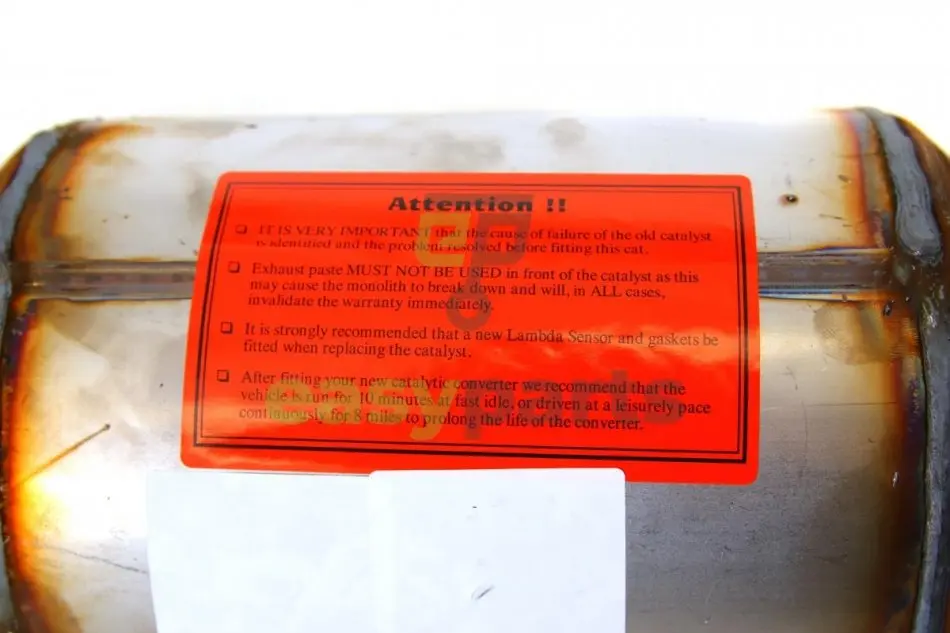 Attention !!
❏ IT IS VERY IMPORTANT that the cause of failure of the old catalyst
is identified and the problem resolved before fitting this cat.
❏ Exhaust paste MUST NOT BE USED in front of the catalyst as this
may cause the monolith to break down and will, in ALL cases,
invalidate the warranty immediately.
❏ It is strongly recommended that a new Lambda Sensor and gaskets be
fitted when replacing the catalyst.
❏ After fitting your new catalytic converter we recommend that the
vehicle is run for 10 minutes at fast idle, or driven at a leisurely pace
continuously for 8 miles to prolong the life of the converter.